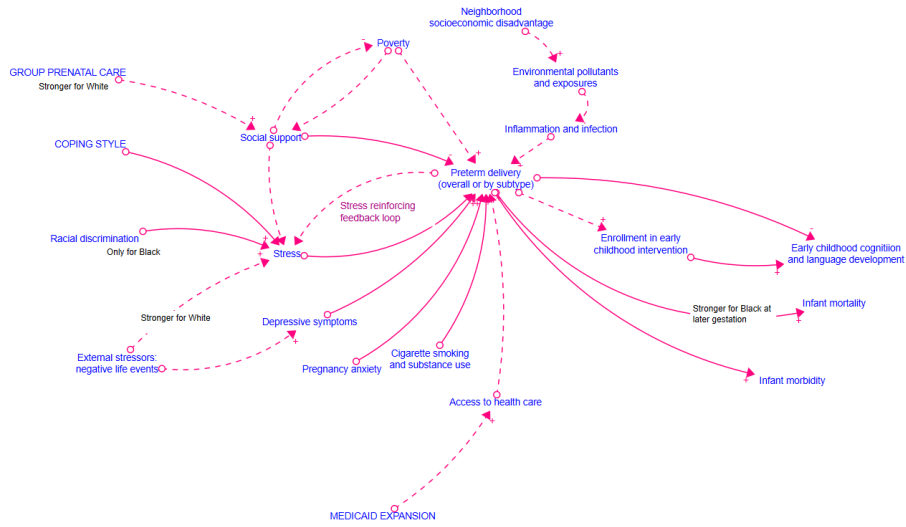 Neighborhood
socioeconomic disadvantage
Poverty
GROUP PRENATAL CARE
Stronger for White
Environmental pollutants
and exposures
Social support
Inflammation and infection
COPING STYLE
Preterm delivery
(overall or by subtype)
Stress reinforcing
feedback loop
Racial discrimination
Only for Black
Stress
Enrollment in early
childhood intervention
Early childhood cognitiion
and language development
Stronger for White
Depressive symptoms
Stronger for Black at
later gestation
Infant mortality
External stressors:
negative life events
Pregnancy anxiety
Cigarette smoking
and substance use
Infant morbidity
Access to health care
MEDICAID EXPANSION